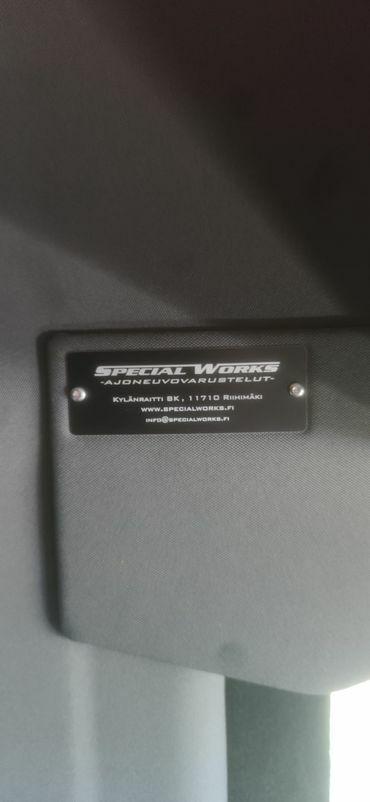 SPECIAL WORKS
-AJONEUVOVARUSTELUT-
KYLÄNRAITTI 8K, 11710 RIIHIMÄKI
WWW.SPECIALWORKS.FI
INFO@SPECIALWORKS.FI